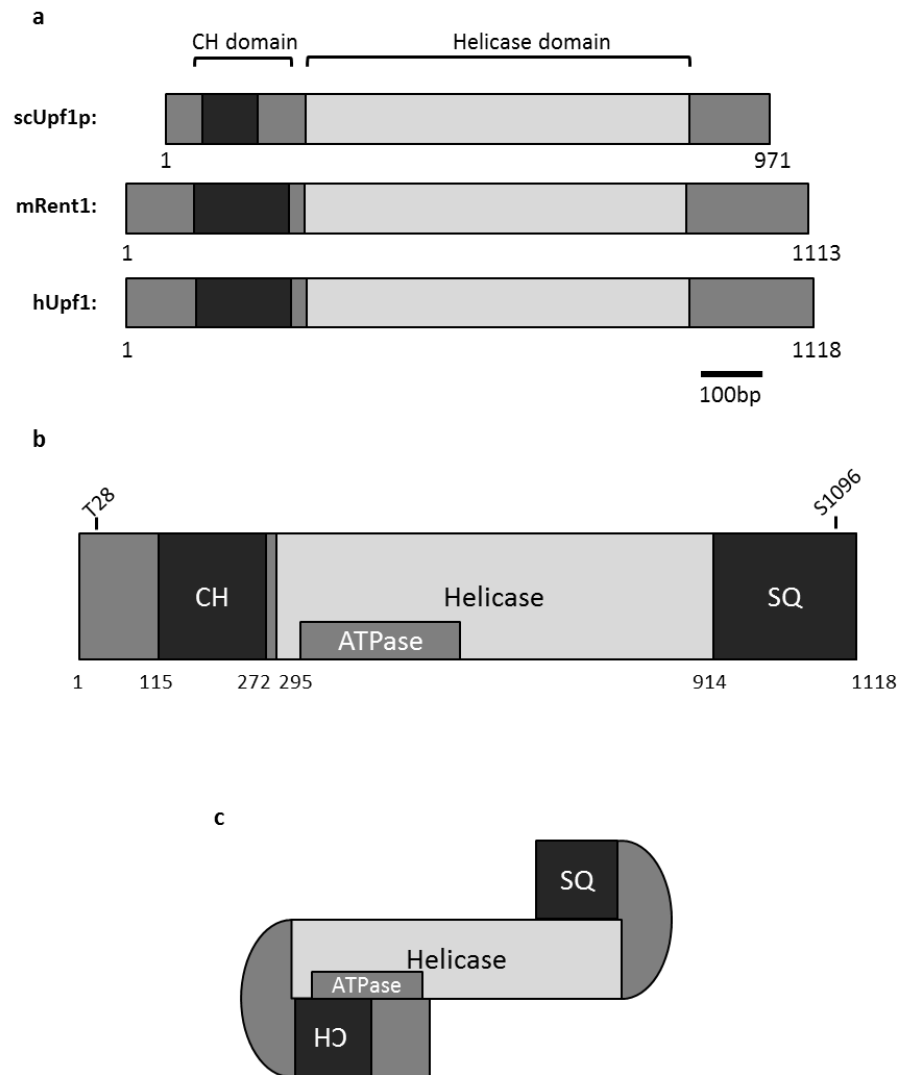 a
CH domain Helicase domain
scUpf1p:
1 971
mRent1:
1 1113
hUpf1:
1 1118
100bp
b
T28 S1096
CH Helicase SQ
ATPase
1 115 272 295 914 1118
c
SQ
Helicase
ATPase
CH